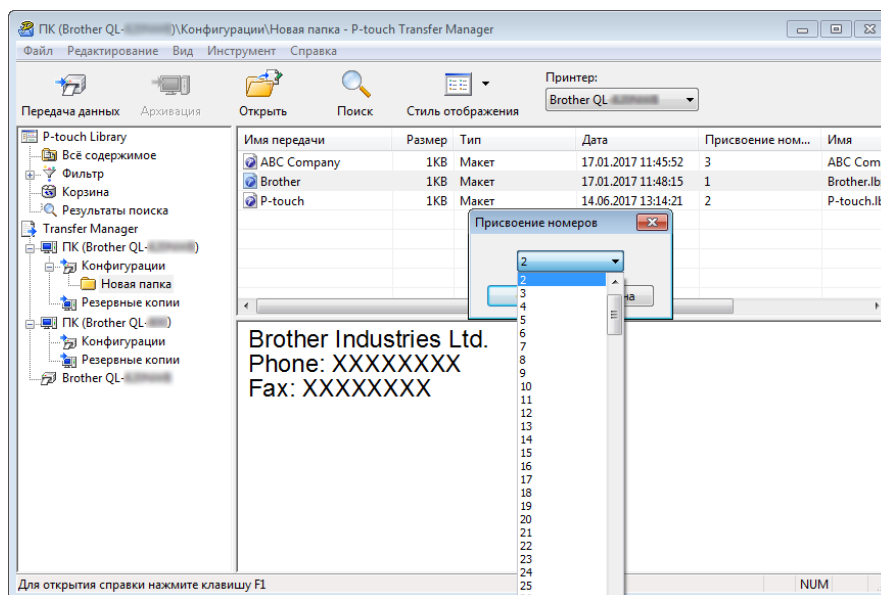 ПК (Brother QL- )\Конфигурации\Новая папка - P-touch Transfer Manager
Файл Редактирование Вид Инструмент Справка
Передача данных Архивация Открыть Поиск Стиль отображения
Принтер:
Brother QL
P-touch Library
Всё содержимое
Фильтр
Корзина
Результаты поиска
Transfer Manager
ПК (Brother QL- )
Конфигурации
Новая папка
Резервные копии
ПК (Brother QL- )
Конфигурации
Резервные копии
Brother QL-
Имя передачи Размер Тип Дата Присвоение ном... Имя
ABC Company 1KB Макет 17.01.2017 11:45:52 3 ABC Com
Brother 1KB Макет 17.01.2017 11:48:15 1 Brother.lb
P-touch 1KB Макет 14.06.2017 13:14:21 2 P-touch.lb
Присвоение номеров
2
2
3
4
5
6
7
8
9
10
11
12
13
14
15
16
17
18
19
20
21
22
23
24
25
на
Brother Industries Ltd.
Phone: XXXXXXXX
Fax: XXXXXXXX
Для открытия справки нажмите клавишу F1
NUM